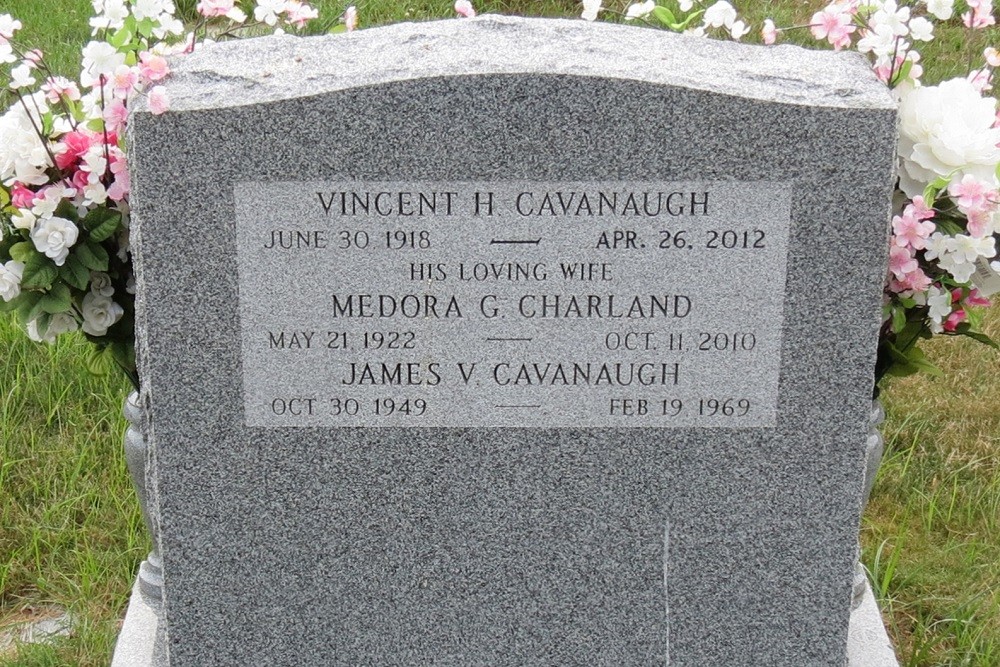 VINCENT H. CAVANAUGH
JUNE 30 1918 — APR. 26, 2012
HIS LOVING WIFE
MEDORA G. CHARLAND
MAY 21, 1922 — OCT. 11, 2010
JAMES V. CAVANAUGH
OCT 30 1949 — FEB 19 1969